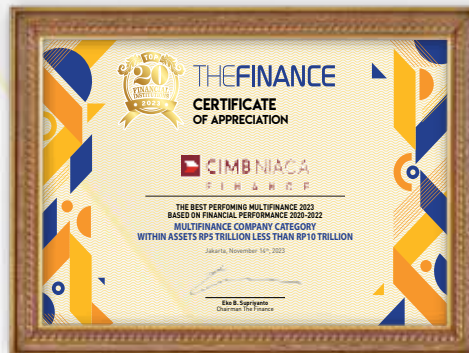 TOP
20
FINANCIAL
INSTITUTION
2023
THEFINANCE
CERTIFICATE
OF APPRECIATION
CIMB NIAGA
FINANCE
THE BEST PERFOMING MULTIFINANCE 2023
BASED ON FINANCIAL PERFORMANCE 2020-2022
MULTIFINANCE COMPANY CATEGORY
WITHIN ASSETS RP5 TRILLION LESS THAN RP10 TRILLION
Jakarta, November 14th, 2023
Eko B. Supriyanto
Chairman The Finance